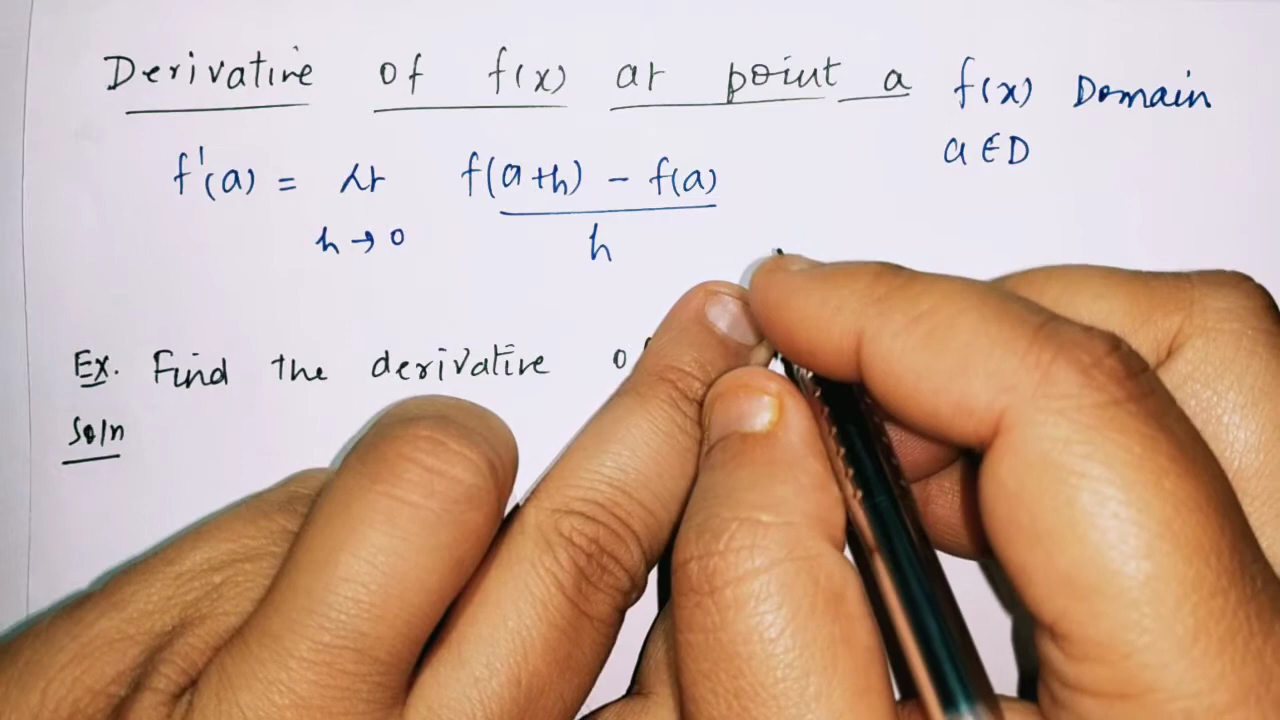 Derivative of f(x) at point a f(x) Domain
a ∈ D
f'(a) = Lt f(a+h) - f(a)
h → 0 h
Ex. Find the derivative
Soln